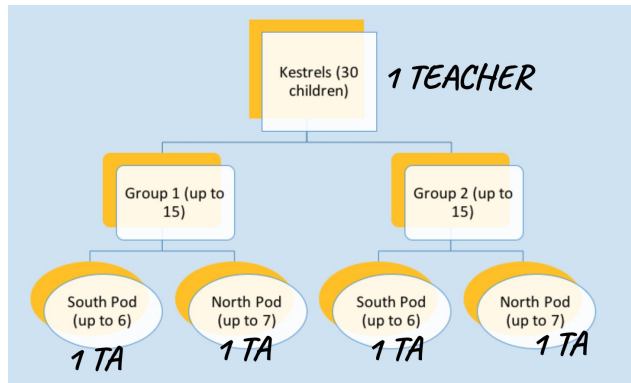 Kestrels (30
children)
1 TEACHER
Group 1 (up to
15)
Group 2 (up to
15)
South Pod
(up to 6)
1 TA
North Pod
(up to 7)
1 TA
South Pod
(up to 6)
1 TA
North Pod
(up to 7)
1 TA